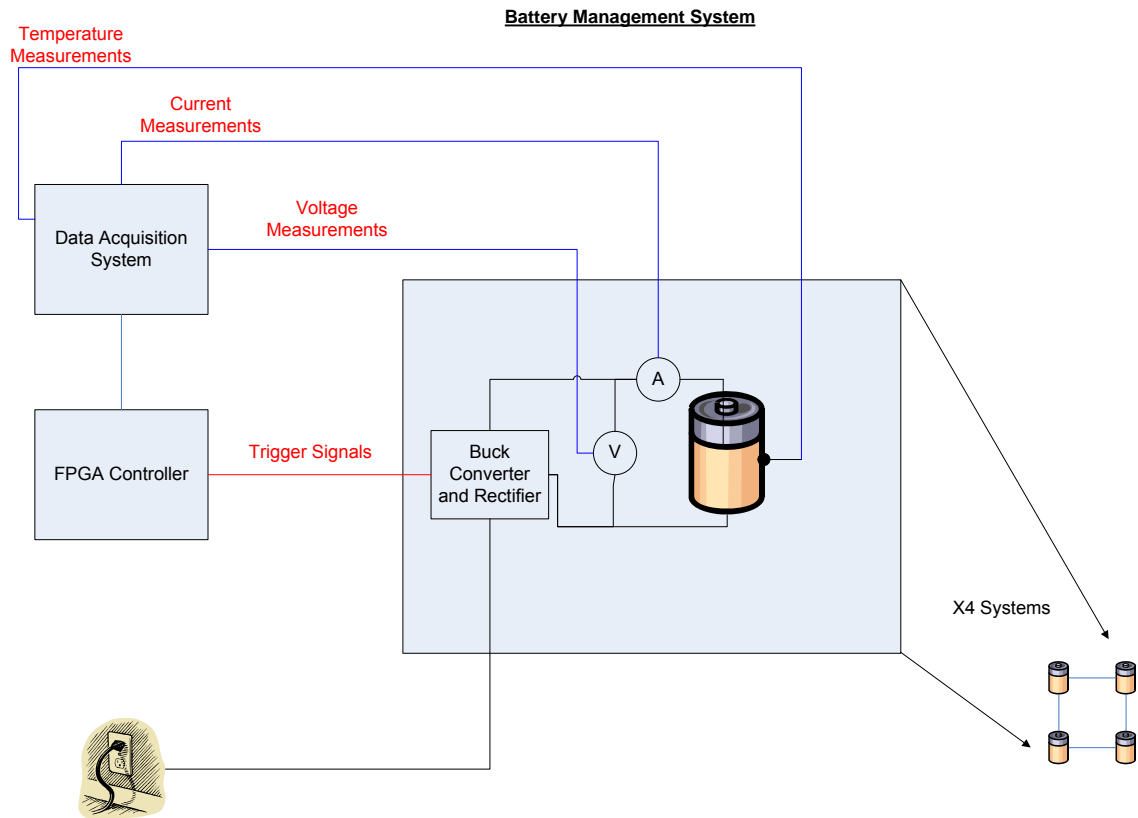 Battery Management System
Temperature
Measurements
Current
Measurements
Voltage
Measurements
Data Acquisition
System
A
V
Buck
Converter
and Rectifier
FPGA Controller
Trigger Signals
X4 Systems